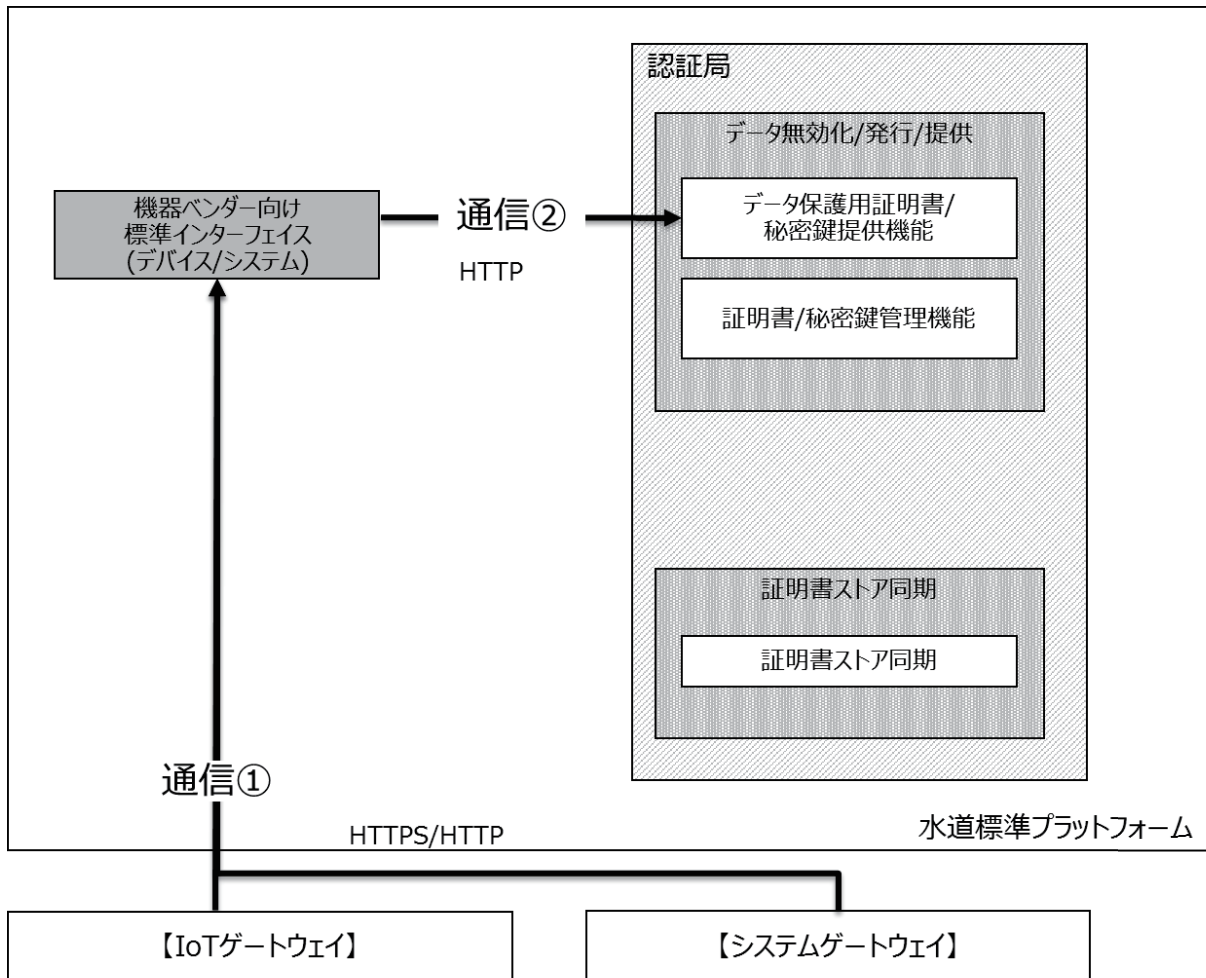 認証局
データ無効化/発行/提供
機器ベンダー向け
標準インターフェイス
(デバイス/システム)
通信②
HTTP
データ保護用証明書/
秘密鍵提供機能
証明書/秘密鍵管理機能
証明書ストア同期
証明書ストア同期
通信①
HTTPS/HTTP
水道標準プラットフォーム
【IoTゲートウェイ】
【システムゲートウェイ】